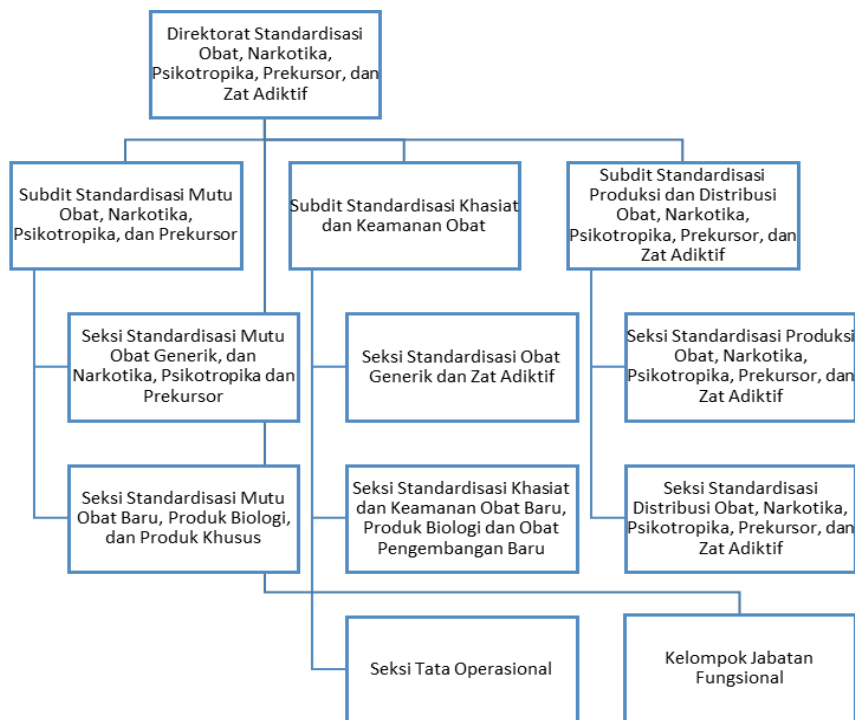 Direktorat Standardisasi
Obat, Narkotika,
Psikotropika, Prekursor, dan
Zat Adiktif
Subdit Standardisasi Mutu
Obat, Narkotika,
Psikotropika, dan Prekursor
Subdit Standardisasi Khasiat
dan Keamanan Obat
Subdit Standardisasi
Produksi dan Distribusi
Obat, Narkotika,
Psikotropika, Prekursor, dan
Zat Adiktif
Seksi Standardisasi Mutu
Obat Generik, dan
Narkotika, Psikotropika dan
Prekursor
Seksi Standardisasi Obat
Generik dan Zat Adiktif
Seksi Standardisasi Produksi
Obat, Narkotika,
Psikotropika, Prekursor, dan
Zat Adiktif
Seksi Standardisasi Mutu
Obat Baru, Produk Biologi,
dan Produk Khusus
Seksi Standardisasi Khasiat
dan Keamanan Obat Baru,
Produk Biologi dan Obat
Pengembangan Baru
Seksi Standardisasi
Distribusi Obat, Narkotika,
Psikotropika, Prekursor, dan
Zat Adiktif
Seksi Tata Operasional
Kelompok Jabatan
Fungsional